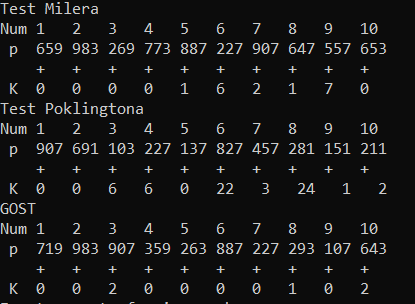 Test Milera
Num 1 2 3 4 5 6 7 8 9 10
p 659 983 269 773 887 227 907 647 557 653
+ + + + + + + + + +
K 0 0 0 0 1 6 2 1 7 0
Test Poklingtona
Num 1 2 3 4 5 6 7 8 9 10
p 907 691 103 227 137 827 457 281 151 211
+ + + + + + + + + +
K 0 0 6 6 0 22 3 24 1 2
GOST
Num 1 2 3 4 5 6 7 8 9 10
p 719 983 907 359 263 887 227 293 107 643
+ + + + + + + + + +
K 0 0 2 0 0 0 0 1 0 2